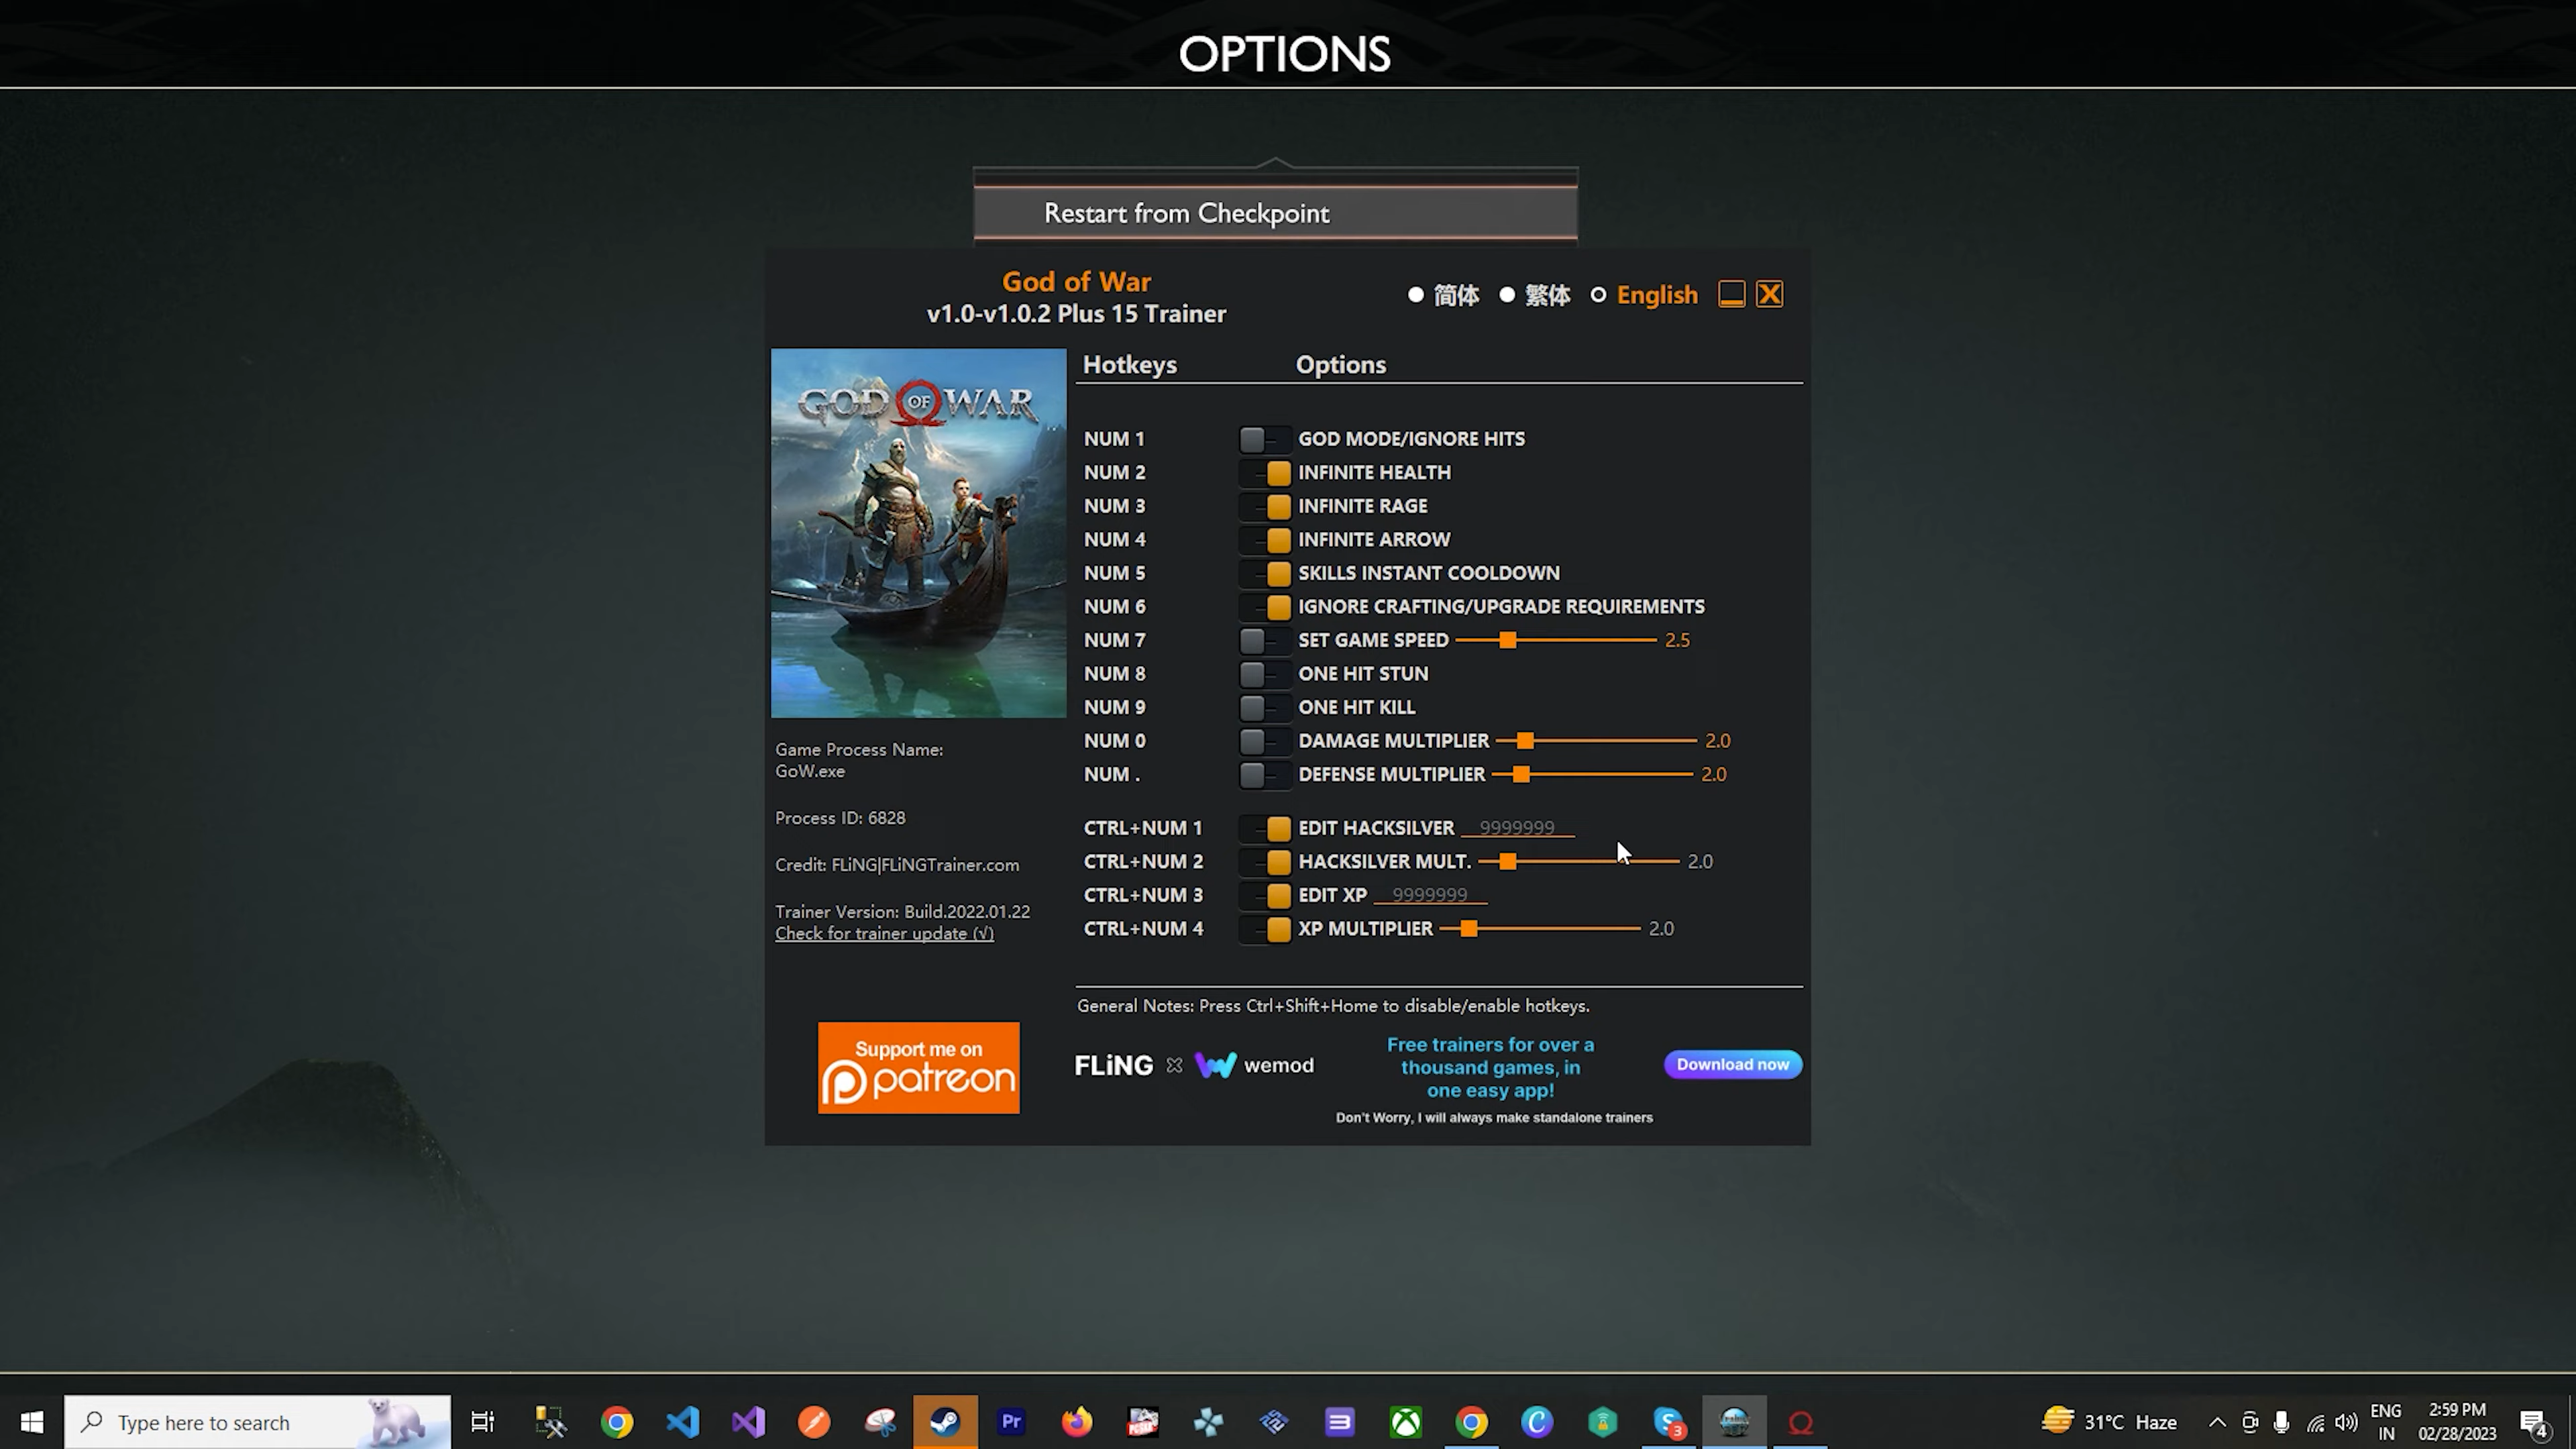 OPTIONS
Restart from Checkpoint
God of War
v1.0-v1.0.2 Plus 15 Trainer
简体 繁体 English
Hotkeys Options
GOD OF WAR
NUM 1 GOD MODE/IGNORE HITS
NUM 2 INFINITE HEALTH
NUM 3 INFINITE RAGE
NUM 4 INFINITE ARROW
NUM 5 SKILLS INSTANT COOLDOWN
NUM 6 IGNORE CRAFTING/UPGRADE REQUIREMENTS
NUM 7 SET GAME SPEED 2.5
NUM 8 ONE HIT STUN
NUM 9 ONE HIT KILL
NUM 0 DAMAGE MULTIPLIER 2.0
NUM . DEFENSE MULTIPLIER 2.0
CTRL+NUM 1 EDIT HACKSILVER 9999999
CTRL+NUM 2 HACKSILVER MULT. 2.0
CTRL+NUM 3 EDIT XP 9999999
CTRL+NUM 4 XP MULTIPLIER 2.0
Game Process Name:
GoW.exe
Process ID: 6828
Credit: FLiNG|FLiNGTrainer.com
Trainer Version: Build.2022.01.22
Check for trainer update (√)
General Notes: Press Ctrl+Shift+Home to disable/enable hotkeys.
Support me on
patreon
FLiNG wemod
Free trainers for over a
thousand games, in
one easy app!
Download now
Don't Worry, I will always make standalone trainers
Type here to search
Pr
3
31°C Haze
ENG
IN
2:59 PM
02/28/2023
4